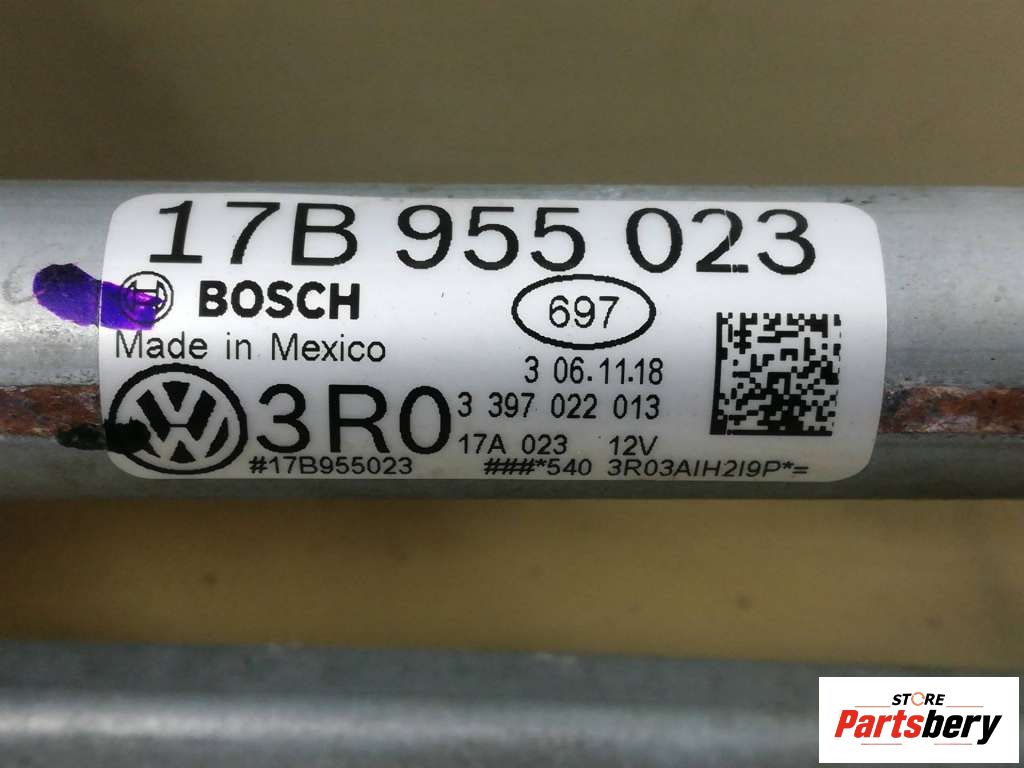 17B 955 023
BOSCH
697
Made in Mexico
3 06.11.18
3R0
3 397 022 013
17A 023 12V
#17B955023 ###*540 3R03AIH2I9P*=
STORE
Partsbery